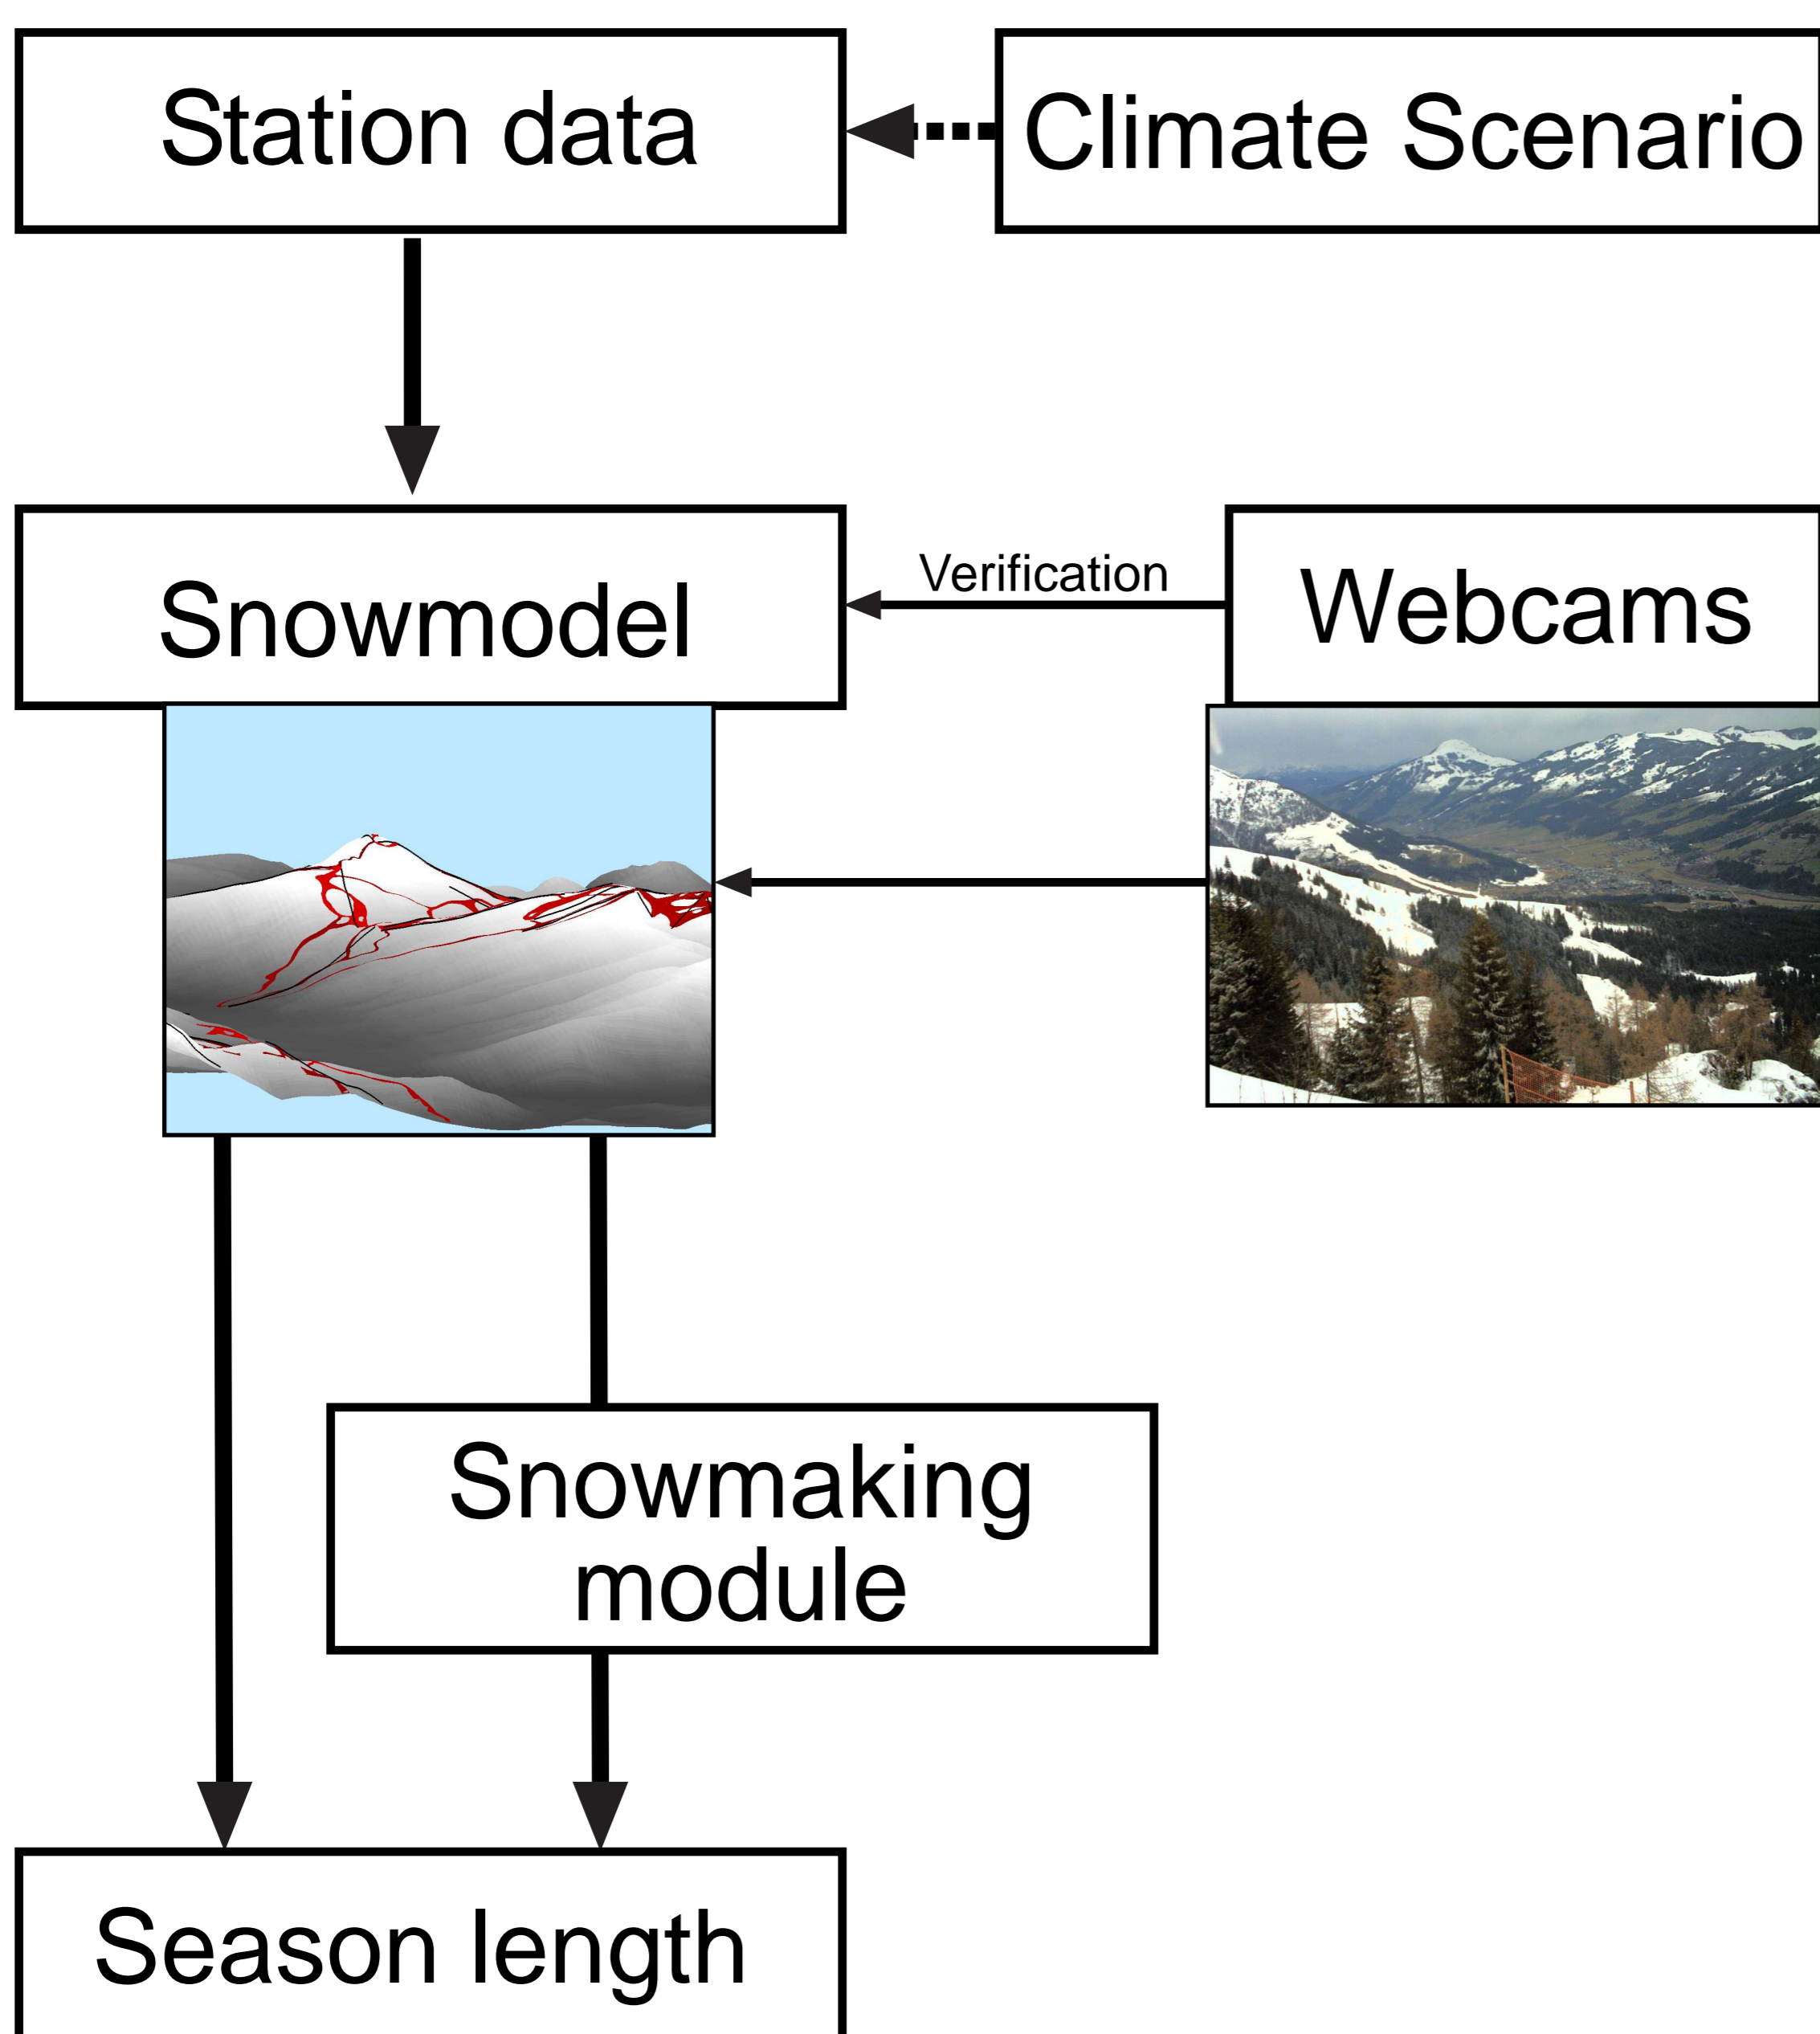 Station data
Climate Scenario
Snowmodel
Verification
Webcams
Snowmaking
module
Season length